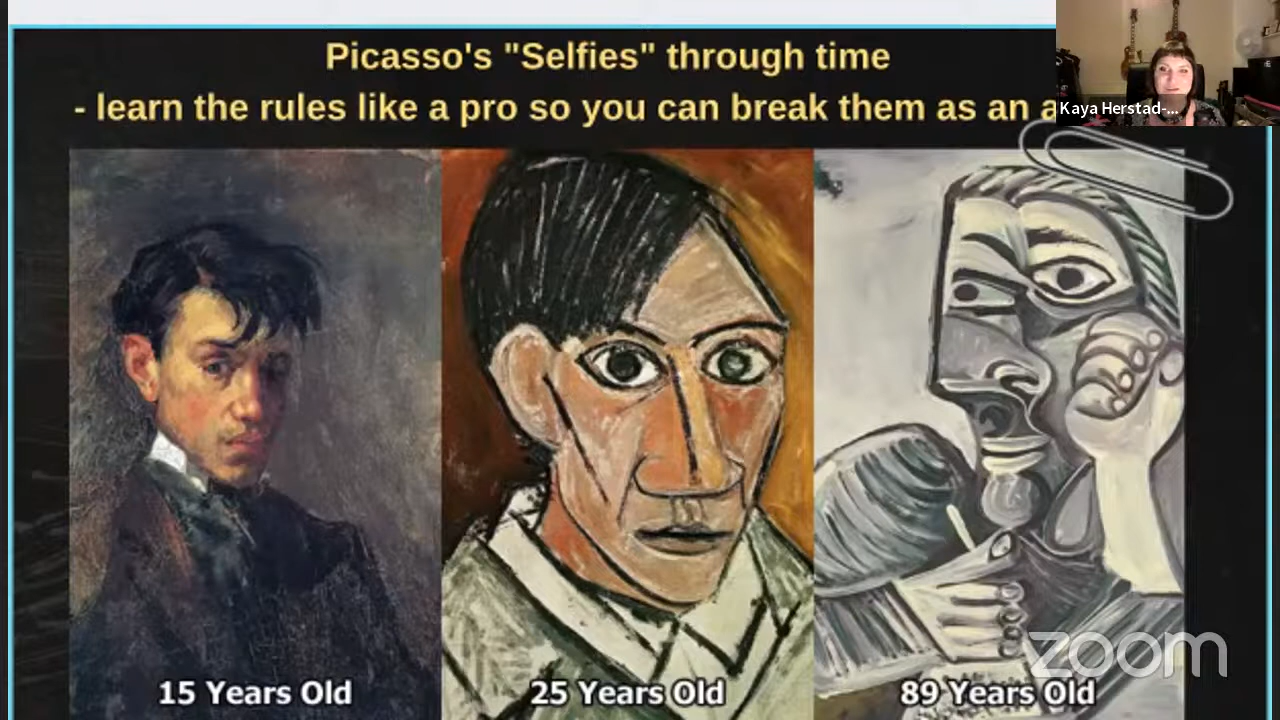 Picasso's "Selfies" through time
- learn the rules like a pro so you can break them as an
Kaya Herstad-...
15 Years Old
25 Years Old
89 Years Old
zoom